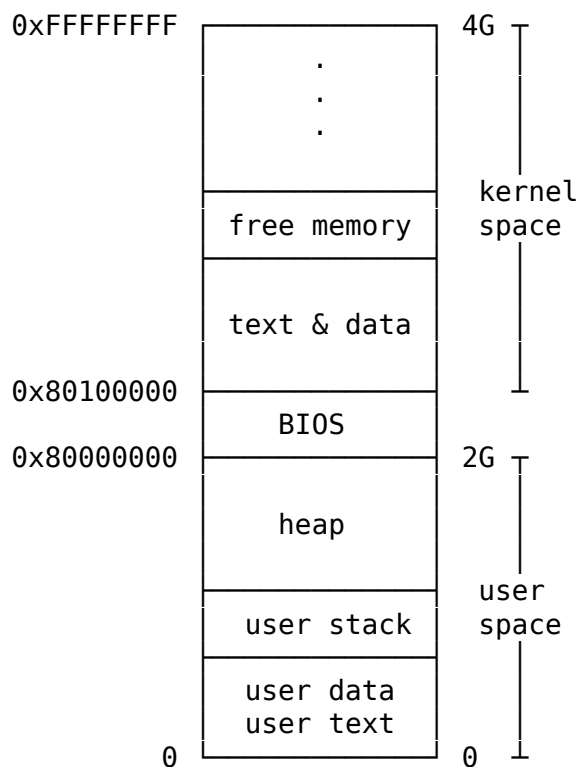 0xFFFFFFFF 4G
.
.
.
kernel
free memory space
text & data
0x80100000
BIOS
0x80000000 2G
heap
user
user stack space
user data
user text
0 0